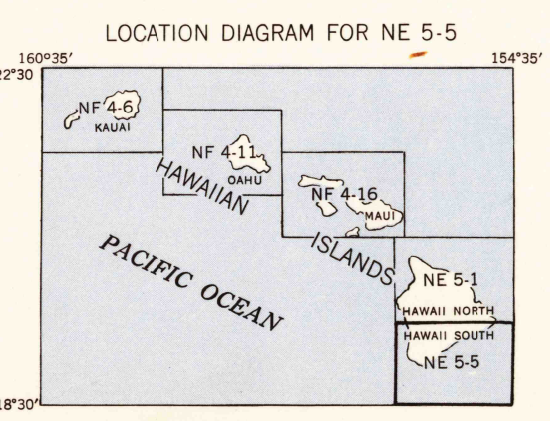 LOCATION DIAGRAM FOR NE 5-5
160°35' 154°35'
22°30
NF 4-6
KAUAI
NF 4-11
OAHU
HAWAIIAN
NF 4-16
MAUI
ISLANDS
PACIFIC OCEAN
NE 5-1
HAWAII NORTH
HAWAII SOUTH
NE 5-5
18°30'